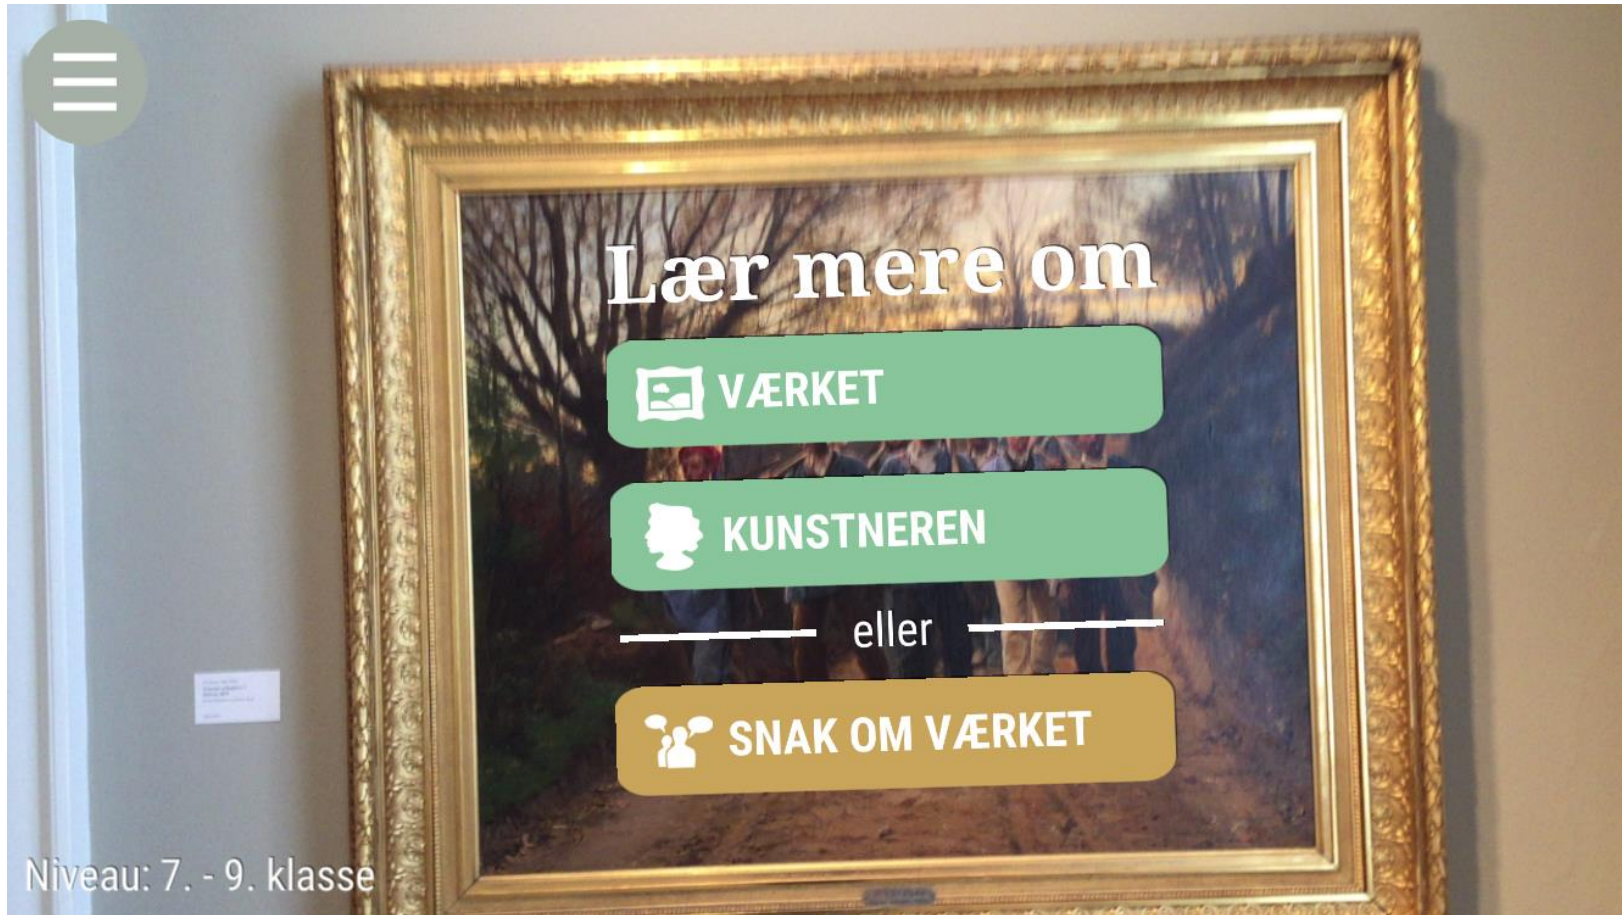 Lær mere om
VÆRKET
KUNSTNEREN
eller
SNAK OM VÆRKET
Niveau: 7. - 9. klasse